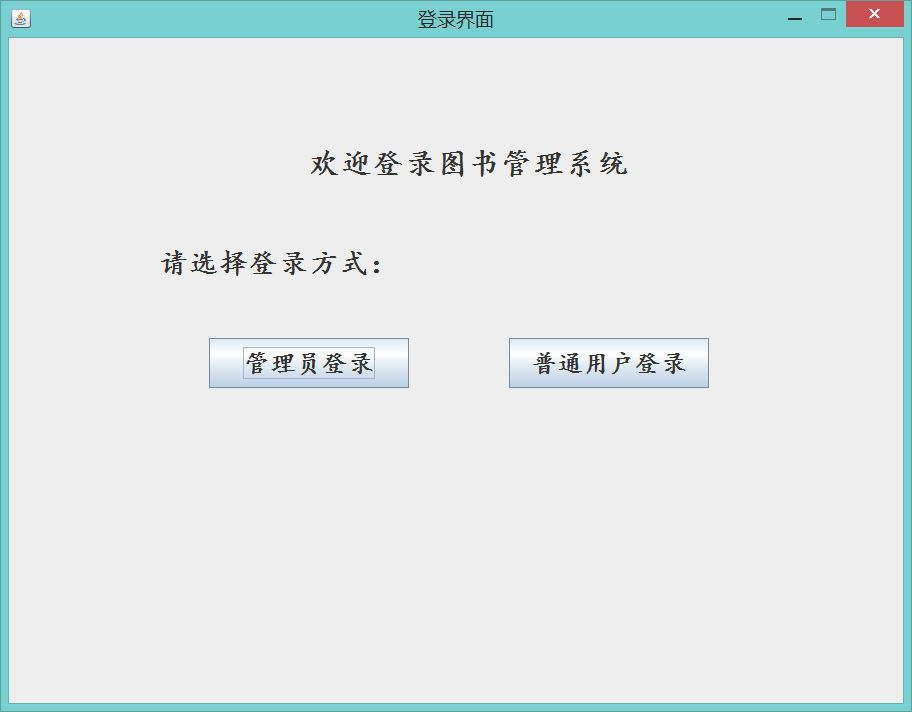 登录界面
欢迎登录图书管理系统
请选择登录方式：
管理员登录
普通用户登录